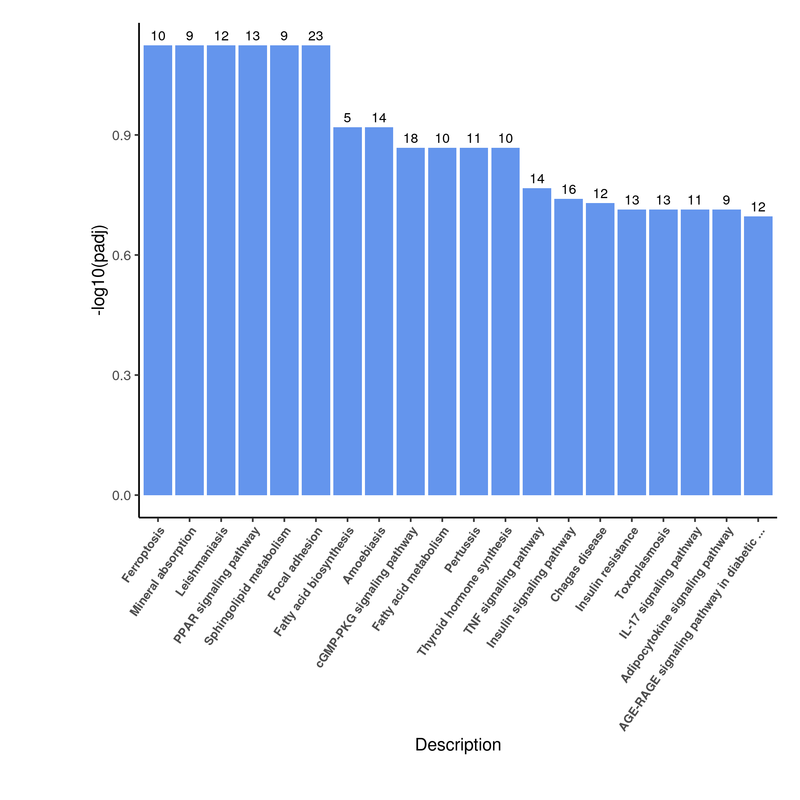 10 9 12 13 9 23 5 14 18 10 11 10 14 16 12 13 13 11 9 12
-log10(padj)
0.9
0.6
0.3
0.0
Ferroptosis
Mineral absorption
Leishmaniasis
PPAR signaling pathway
Sphingolipid metabolism
Focal adhesion
Fatty acid biosynthesis
Amoebiasis
cGMP-PKG signaling pathway
Fatty acid metabolism
Pertussis
Thyroid hormone synthesis
TNF signaling pathway
Insulin signaling pathway
Chagas disease
Insulin resistance
Toxoplasmosis
IL-17 signaling pathway
Adipocytokine signaling pathway
AGE-RAGE signaling pathway in diabetic ...
Description